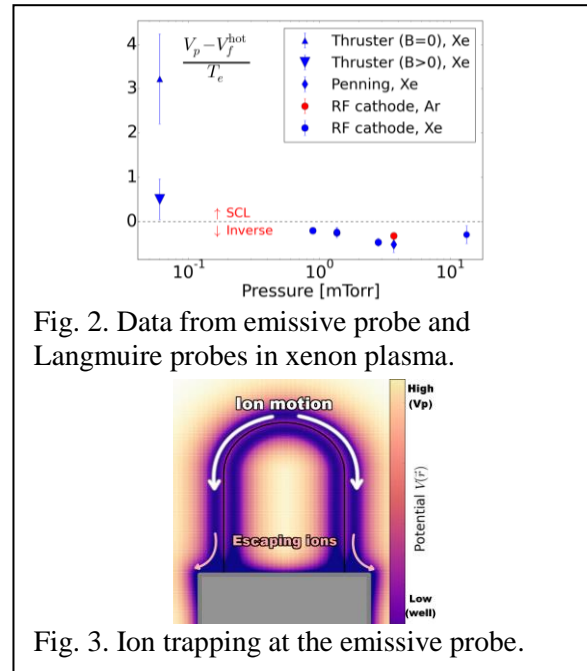 4
3
2
1
0
-1
V_p − V_f^hot
T_e
Thruster (B=0), Xe
Thruster (B>0), Xe
Penning, Xe
RF cathode, Ar
RF cathode, Xe
↑ SCL
↓ Inverse
10^-1 10^0 10^1
Pressure [mTorr]
Fig. 2. Data from emissive probe and
Langmuire probes in xenon plasma.
Ion motion
Escaping ions
High
(Vp)
Potential V(r⃗)
Low
(well)
Fig. 3. Ion trapping at the emissive probe.